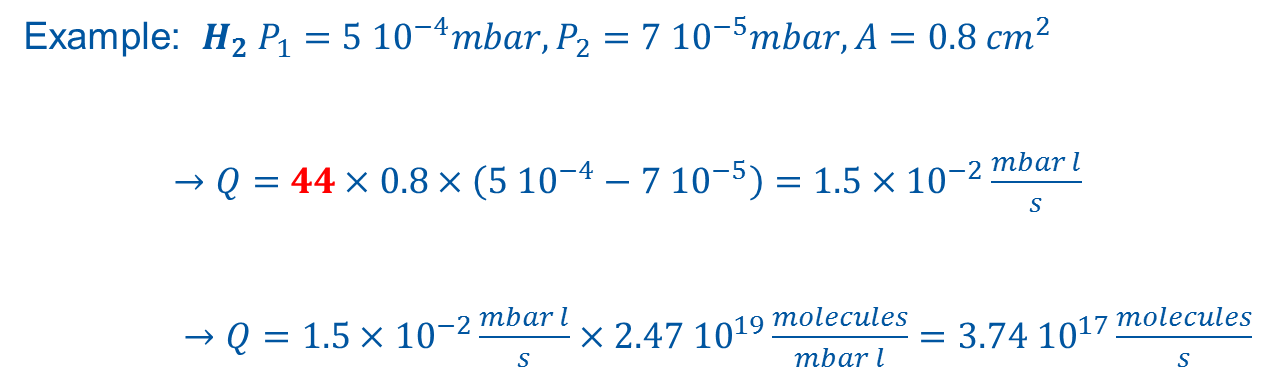 Example: H₂ P₁ = 5 10⁻⁴mbar, P₂ = 7 10⁻⁵mbar, A = 0.8 cm²
→ Q = 44 × 0.8 × (5 10⁻⁴ − 7 10⁻⁵) = 1.5 × 10⁻² mbar l / s
→ Q = 1.5 × 10⁻² mbar l / s × 2.47 10¹⁹ molecules / mbar l = 3.74 10¹⁷ molecules / s